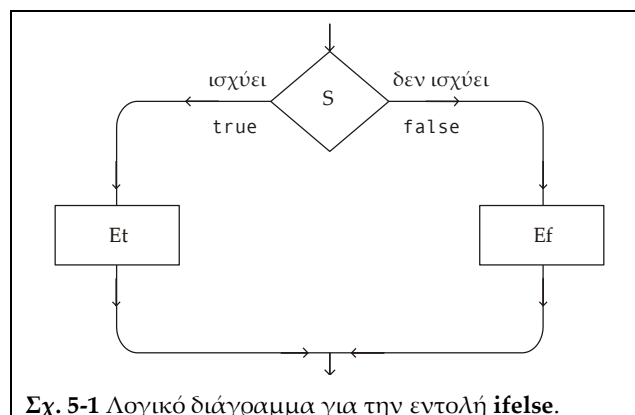 ισχύει
δεν ισχύει
S
true
false
Et
Ef
Σχ. 5-1 Λογικό διάγραμμα για την εντολή ifelse.